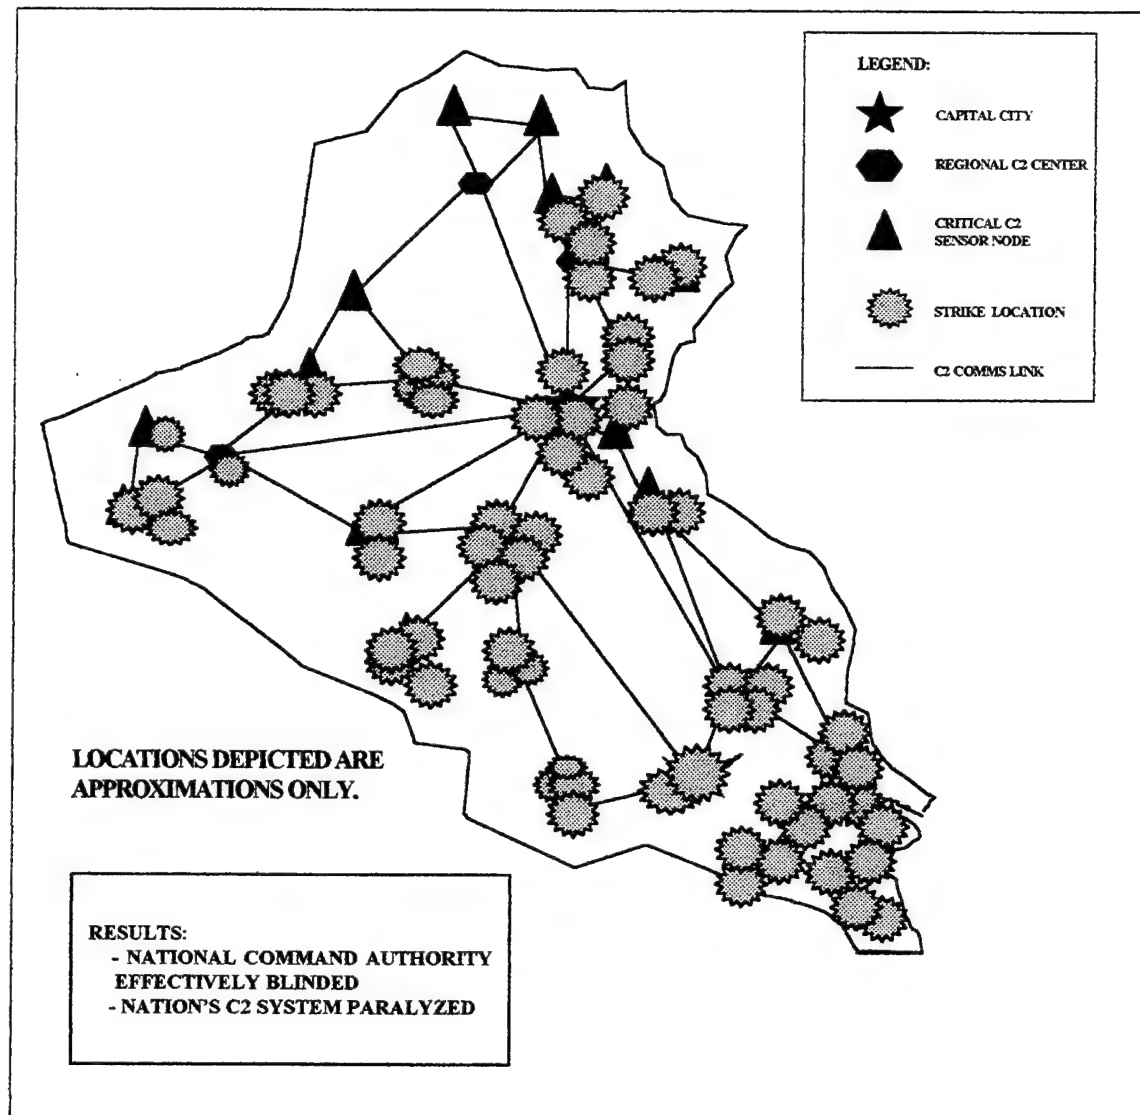 LEGEND:
CAPITAL CITY
REGIONAL C2 CENTER
CRITICAL C2
SENSOR NODE
STRIKE LOCATION
C2 COMMS LINK
LOCATIONS DEPICTED ARE
APPROXIMATIONS ONLY.
RESULTS:
- NATIONAL COMMAND AUTHORITY
EFFECTIVELY BLINDED
- NATION'S C2 SYSTEM PARALYZED